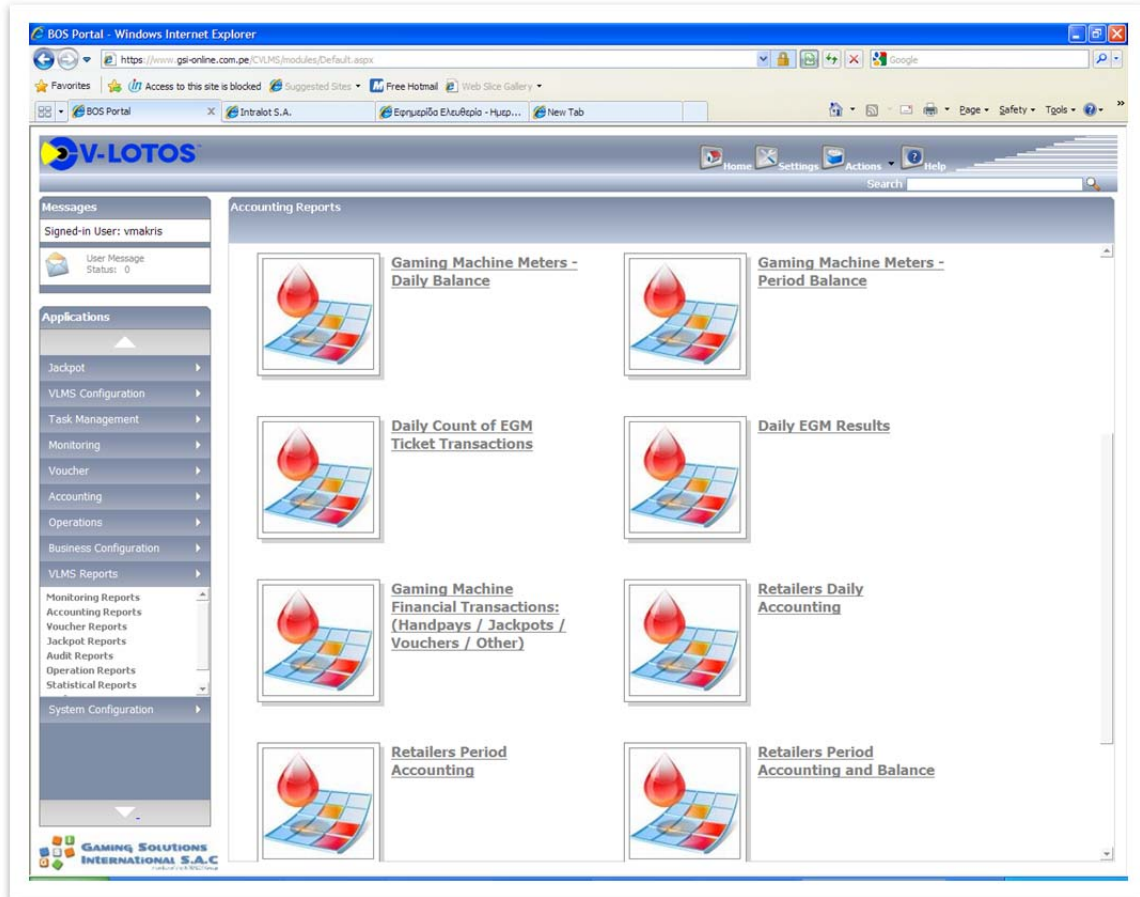 BOS Portal - Windows Internet Explorer
https://www.gsi-online.com.pe/CVLMS/modules/Default.aspx
Google
Favorites
Access to this site is blocked
Suggested Sites
Free Hotmail
Web Slice Gallery
BOS Portal
Intralot S.A.
Εφημερίδα Ελευθερία - Ημερ...
New Tab
Page
Safety
Tools
V-LOTOS
Home
Settings
Actions
Help
Search
Messages
Signed-in User: vmakris
User Message
Status: 0
Applications
Jackpot
VLMS Configuration
Task Management
Monitoring
Voucher
Accounting
Operations
Business Configuration
VLMS Reports
Monitoring Reports
Accounting Reports
Voucher Reports
Jackpot Reports
Audit Reports
Operation Reports
Statistical Reports
System Configuration
GAMING SOLUTIONS
INTERNATIONAL S.A.C
Accounting Reports
Gaming Machine Meters -
Daily Balance
Gaming Machine Meters -
Period Balance
Daily Count of EGM
Ticket Transactions
Daily EGM Results
Gaming Machine
Financial Transactions:
(Handpays / Jackpots /
Vouchers / Other)
Retailers Daily
Accounting
Retailers Period
Accounting
Retailers Period
Accounting and Balance